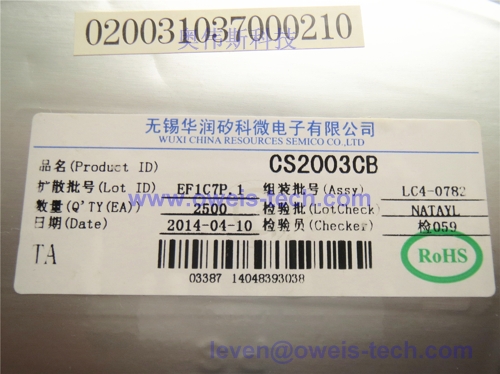 020031037000210
奥伟斯科技
无锡华润矽科微电子有限公司
WUXI CHINA RESOURCES SEMICO CO.,LTD
品名(Product ID) CS2003CB
扩散批号(Lot ID) EF1C7P.1 组装批号(Assy) LC4-0782
数量(Q'TY(EA)) 2500 检验批(LotCheck) NATAYL
日期(Date) 2014-04-10 检验员(Checker) 检059
www.oweis-tech.com
TA
RoHS
03387 14048393038
leven@oweis-tech.com